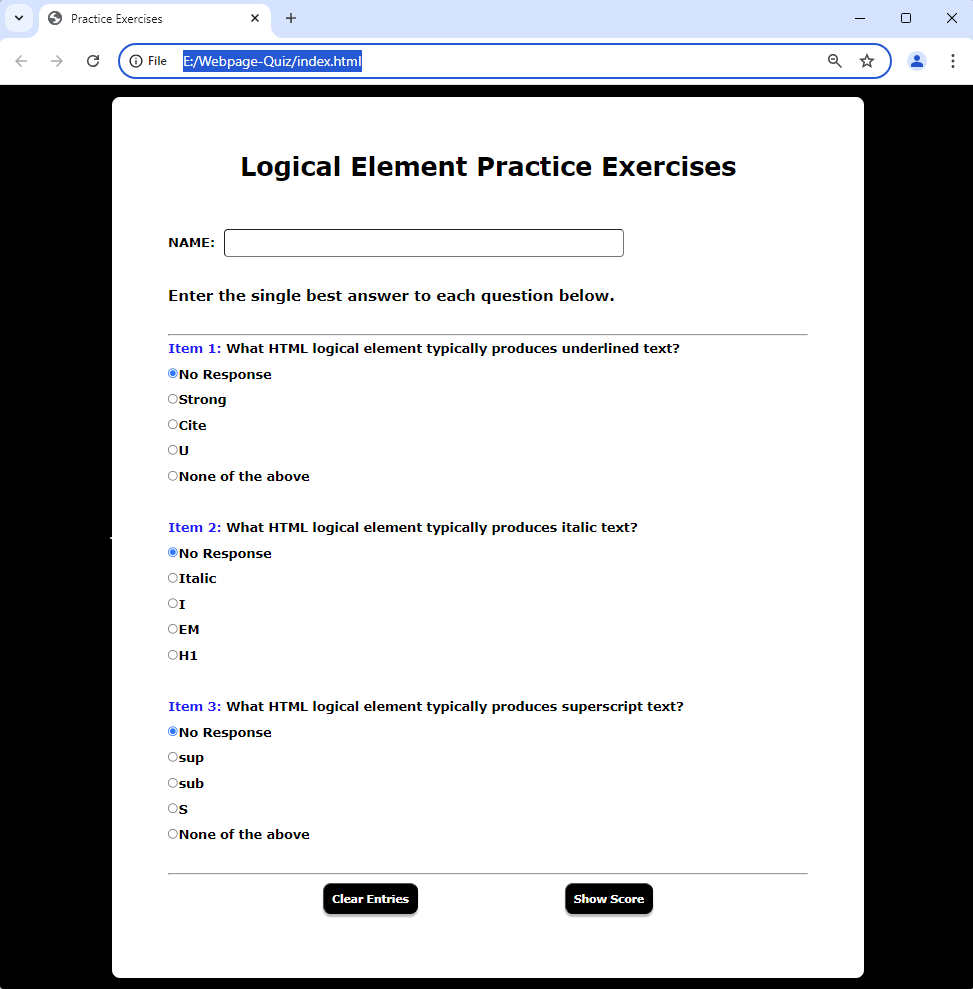 Practice Exercises
File E:/Webpage-Quiz/index.html
Logical Element Practice Exercises
NAME:
Enter the single best answer to each question below.
Item 1: What HTML logical element typically produces underlined text?
No Response
Strong
Cite
U
None of the above
Item 2: What HTML logical element typically produces italic text?
No Response
Italic
I
EM
H1
Item 3: What HTML logical element typically produces superscript text?
No Response
sup
sub
S
None of the above
Clear Entries Show Score